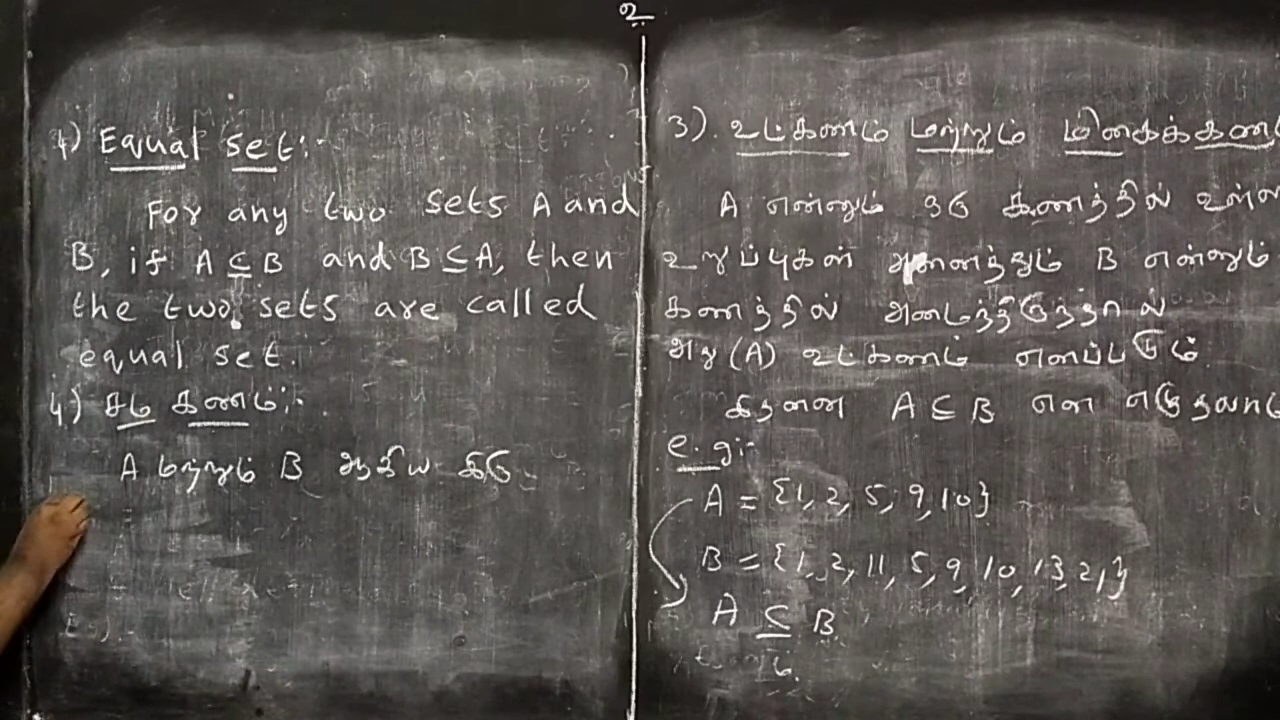 உ
4) Equal set:-
For any two sets A and
B, if A ⊆ B and B ⊆ A, then
the two sets are called
equal set.
4) சம கணம்:-
A மற்றும் B ஆகிய இரு
3). உட்கணம் மற்றும் மிகைக்கண
A என்னும் ஒரு கணத்தில் உள்ள
உறுப்புகள் அனைத்தும் B என்னும்
கணத்தில் அமைந்திருந்தால்
அது (A) உட்கணம் எனப்படும்.
இதனை A ⊆ B என எழுதலாம்
e.g:-
A = {1, 2, 5, 9, 10}
B = {1, 2, 11, 5, 9, 10, 13, 2,}
A ⊆ B